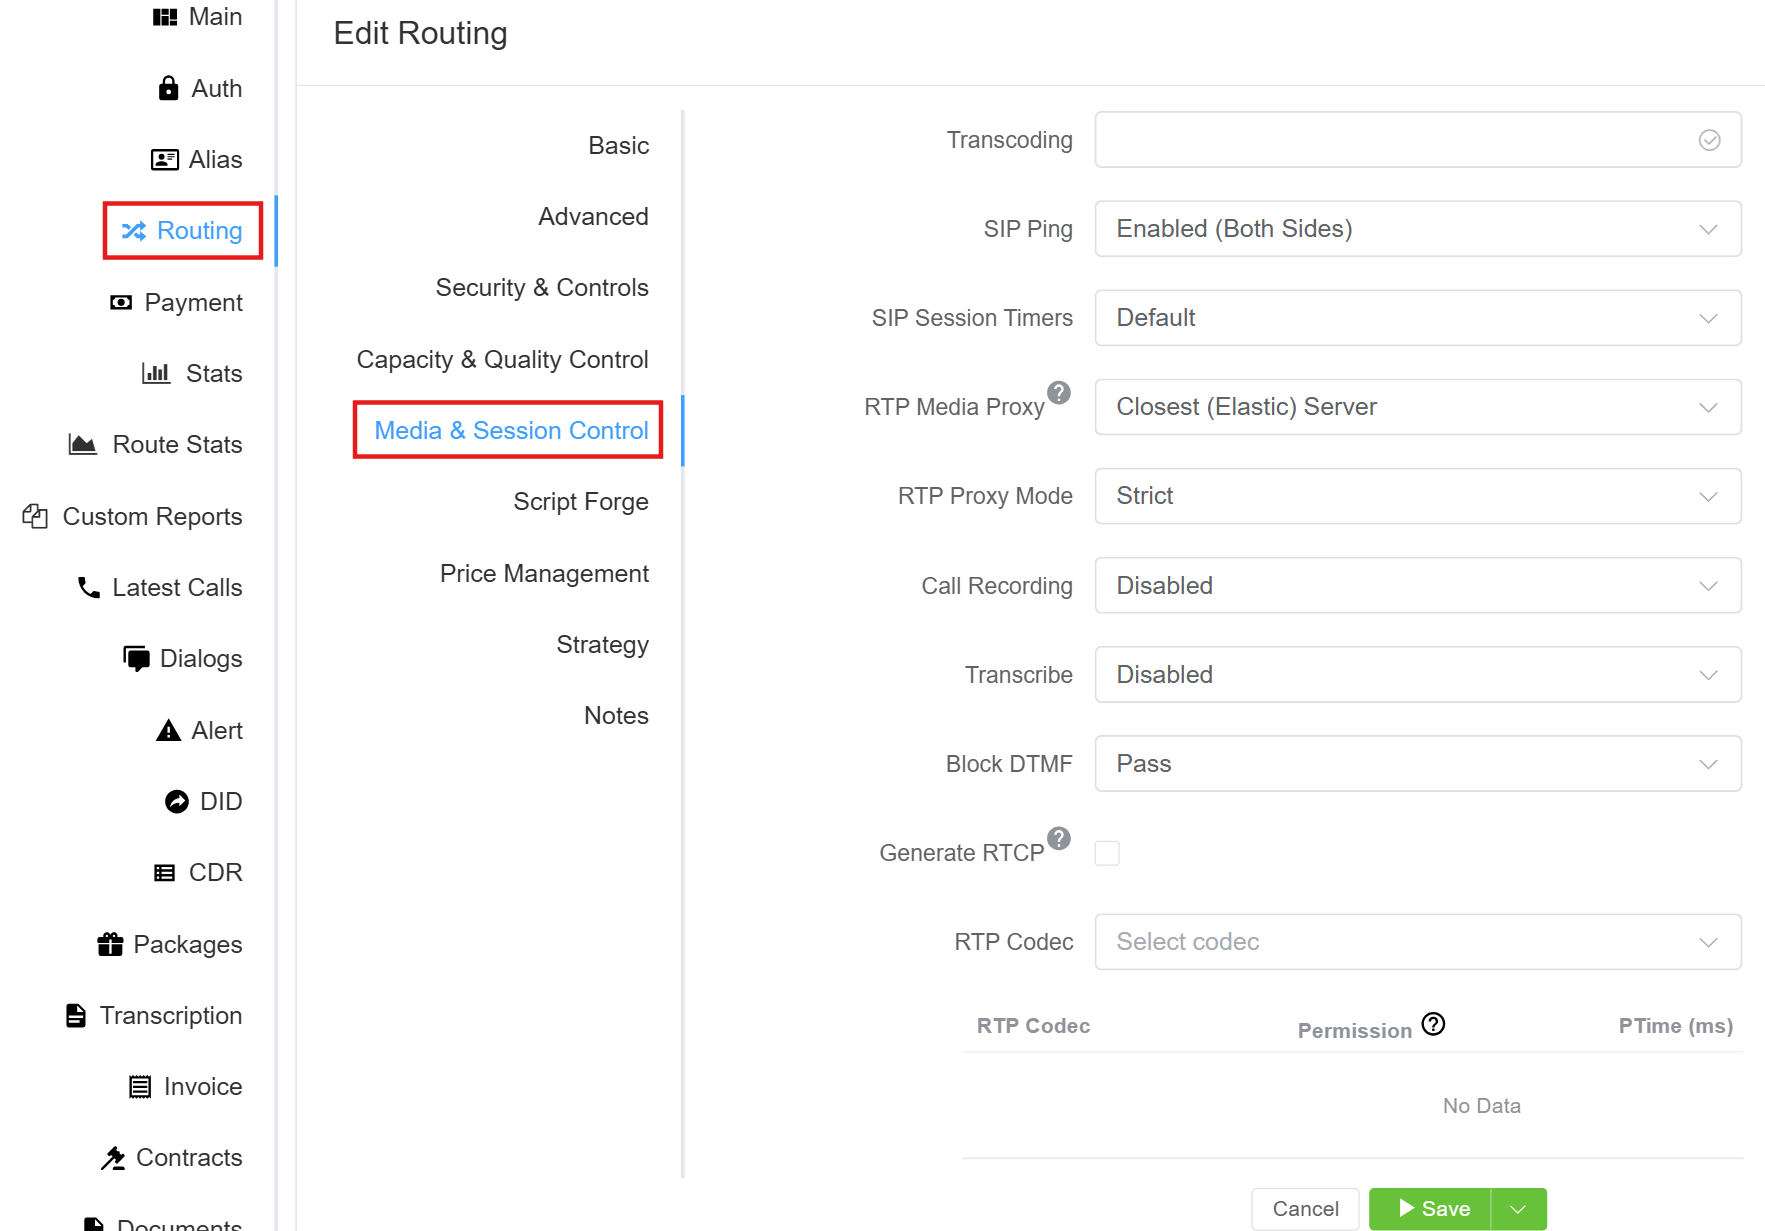 Main
Auth
Alias
Routing
Payment
Stats
Route Stats
Custom Reports
Latest Calls
Dialogs
Alert
DID
CDR
Packages
Transcription
Invoice
Contracts
Documents
Edit Routing
Basic
Advanced
Security & Controls
Capacity & Quality Control
Media & Session Control
Script Forge
Price Management
Strategy
Notes
Transcoding
SIP Ping Enabled (Both Sides)
SIP Session Timers Default
RTP Media Proxy ? Closest (Elastic) Server
RTP Proxy Mode Strict
Call Recording Disabled
Transcribe Disabled
Block DTMF Pass
Generate RTCP ?
RTP Codec Select codec
RTP Codec Permission ? PTime (ms)
No Data
Cancel Save